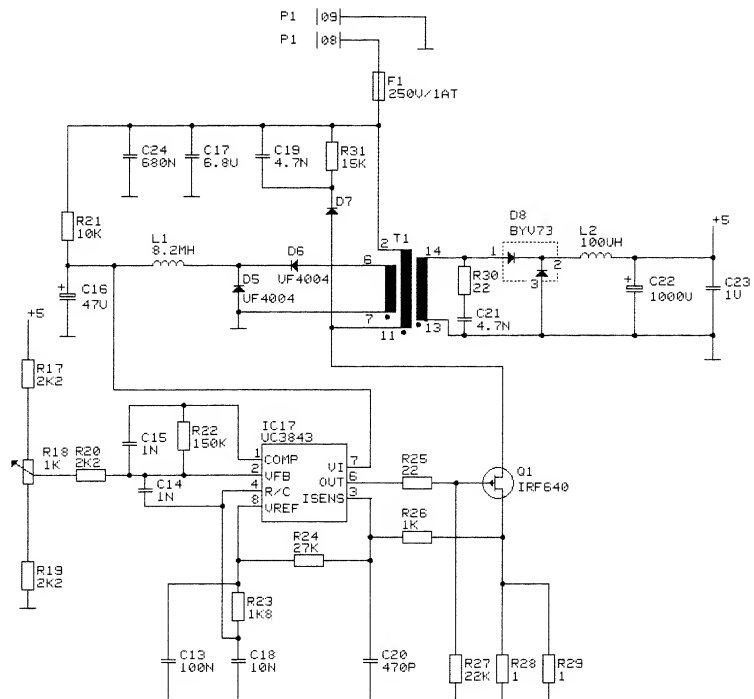 P1 09
P1 08
F1
250V/1AT
C24
680N
C17
6.8U
C19
4.7N
R31
15K
D7
R21
10K
L1
8.2MH
D6
UF4004
D5
UF4004
C16
47U
T1
2
6
7
11
14
13
R30
22
C21
4.7N
D8
BYV73
1
2
3
L2
100UH
+5
C22
1000U
C23
1U
+5
R17
2K2
R18
1K
R20
2K2
R19
2K2
C15
1N
R22
150K
C14
1N
IC17
UC3843
1 COMP
2 VFB
4 R/C
8 VREF
VI 7
OUT 6
ISENS 3
R25
22
Q1
IRF640
R26
1K
R24
27K
R23
1K8
C13
100N
C18
10N
C20
470P
R27
22K
R28
1
R29
1